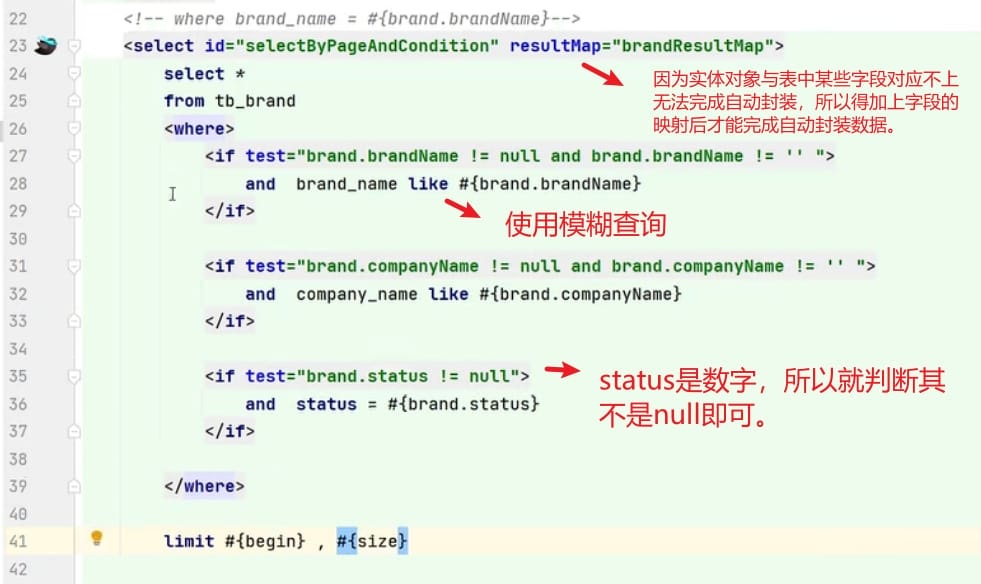 22 <!-- where brand_name = #{brand.brandName}-->
23 <select id="selectByPageAndCondition" resultMap="brandResultMap">
24 select *
因为实体对象与表中某些字段对应不上
无法完成自动封装，所以得加上字段的
映射后才能完成自动封装数据。
25 from tb_brand
26 <where>
27 <if test="brand.brandName != null and brand.brandName != '' ">
28 and brand_name like #{brand.brandName}
29 </if>
使用模糊查询
30
31 <if test="brand.companyName != null and brand.companyName != '' ">
32 and company_name like #{brand.companyName}
33 </if>
34
35 <if test="brand.status != null">
status是数字，所以就判断其
不是null即可。
36 and status = #{brand.status}
37 </if>
38
39 </where>
40
41 limit #{begin} , #{size}
42